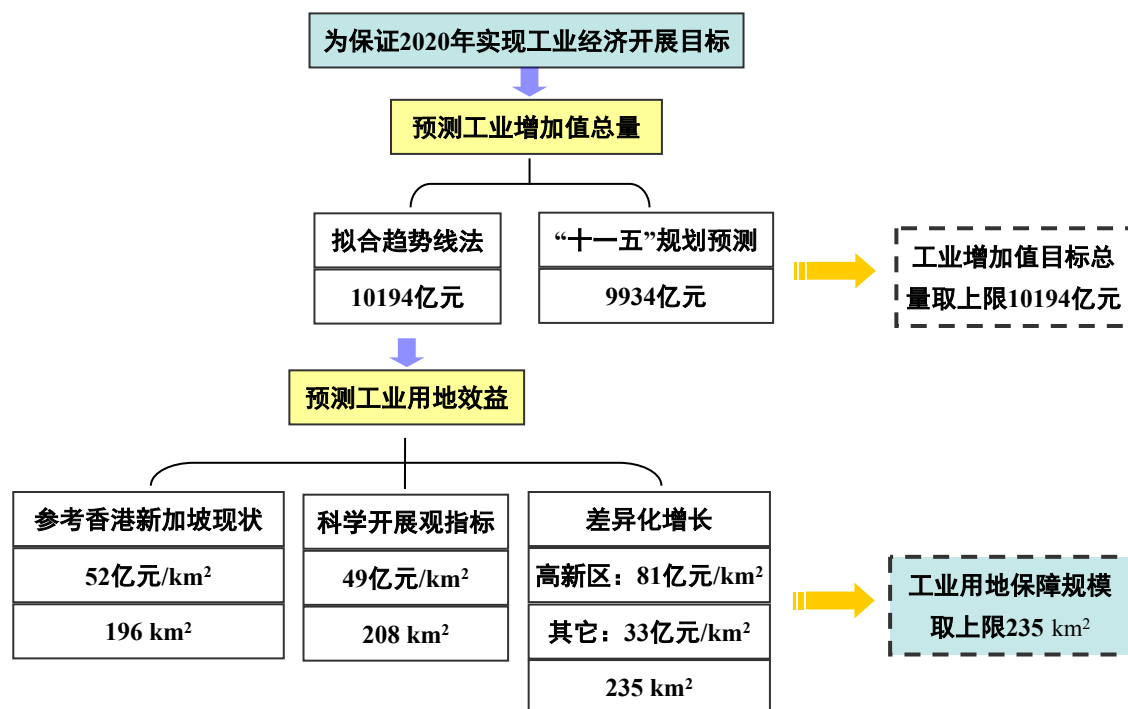 为保证2020年实现工业经济开展目标
预测工业增加值总量
拟合趋势线法
10194亿元
“十一五”规划预测
9934亿元
工业增加值目标总
量取上限10194亿元
预测工业用地效益
参考香港新加坡现状
52亿元/km²
196 km²
科学开展观指标
49亿元/km²
208 km²
差异化增长
高新区：81亿元/km²
其它：33亿元/km²
235 km²
工业用地保障规模
取上限235 km²